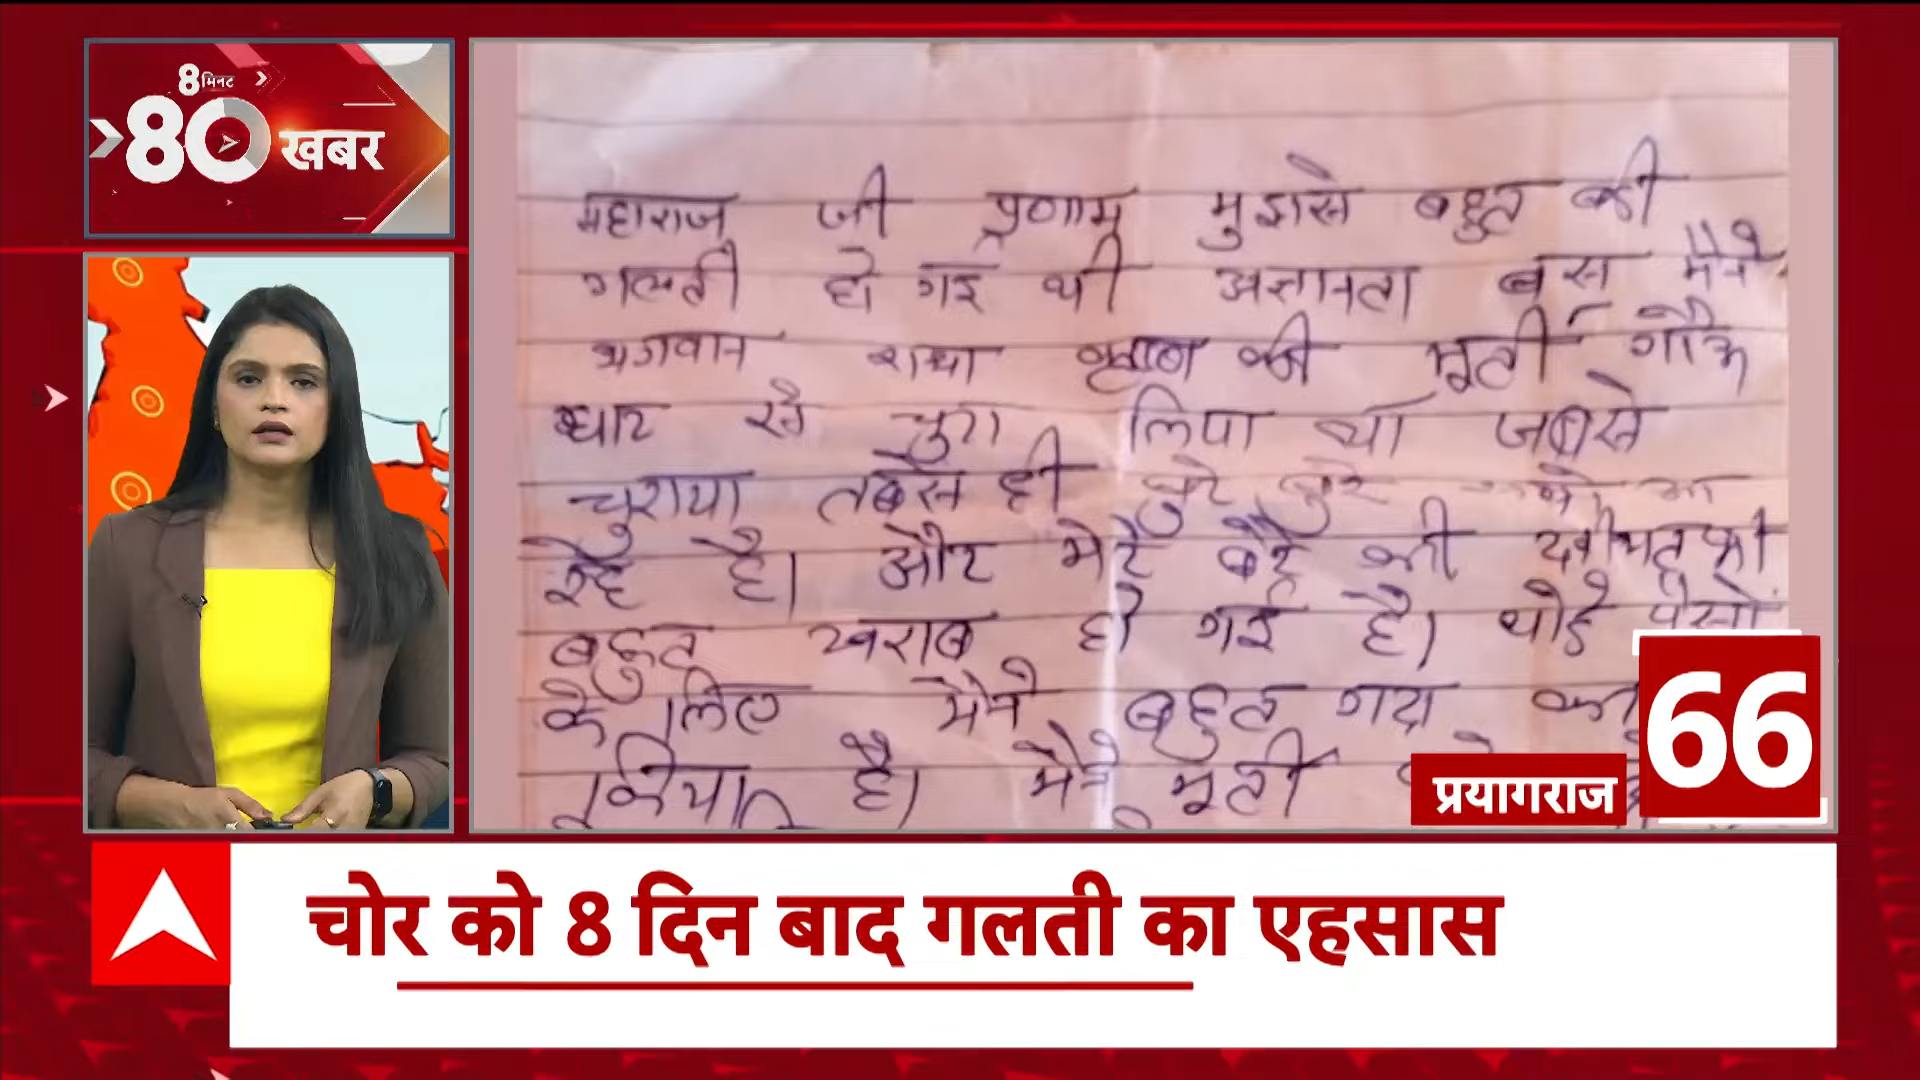 8मिनट
80 खबर
महाराज जी प्रणाम मुझसे बहुत बड़ी
गलती हो गई थी अज्ञानता बस मैने
भगवान राधा कृष्ण की मूर्ती गौऊ
घाट से चुरा लिया था जबसे
चुराया तबसे ही बुरे बुरे
रहे है। और मेरे बेटे की तबीयत भी
बहुत खराब हो गई है। थोडे पैसो
के लिए मैने बहुत गंदा काम
किया है। मैने मूर्ती
66
प्रयागराज
चोर को 8 दिन बाद गलती का एहसास